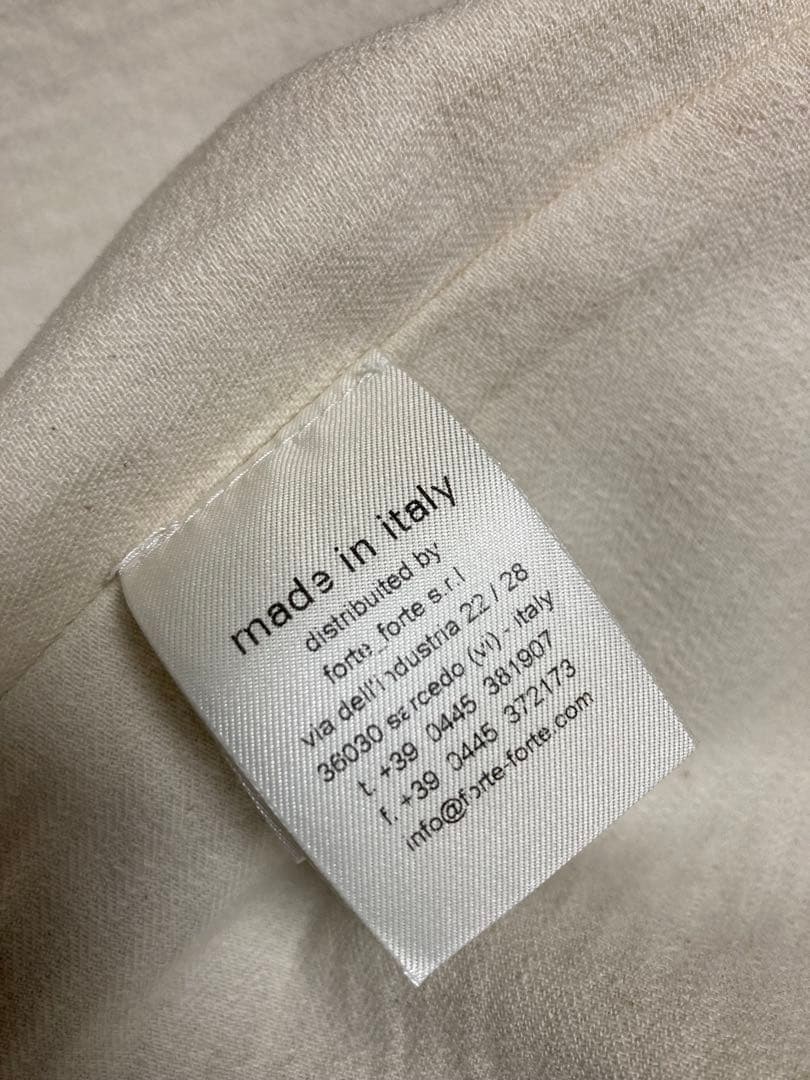 made in italy
distribuited by
forte_forte s.r.l
via dell'industria 22 / 28
36030 sarcedo (vi) - italy
t. +39 0445 381907
f. +39 0445 372173
info@forte-forte.com